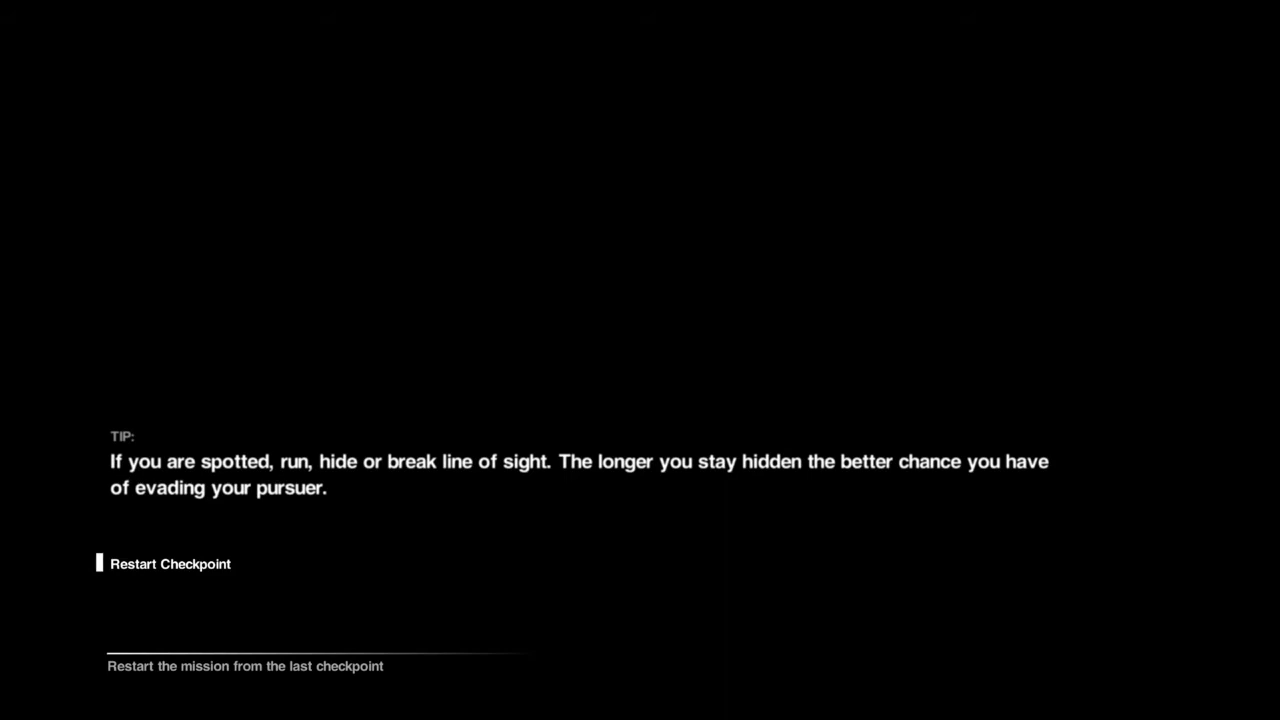 TIP:
If you are spotted, run, hide or break line of sight. The longer you stay hidden the better chance you have
of evading your pursuer.
Restart Checkpoint
Restart the mission from the last checkpoint